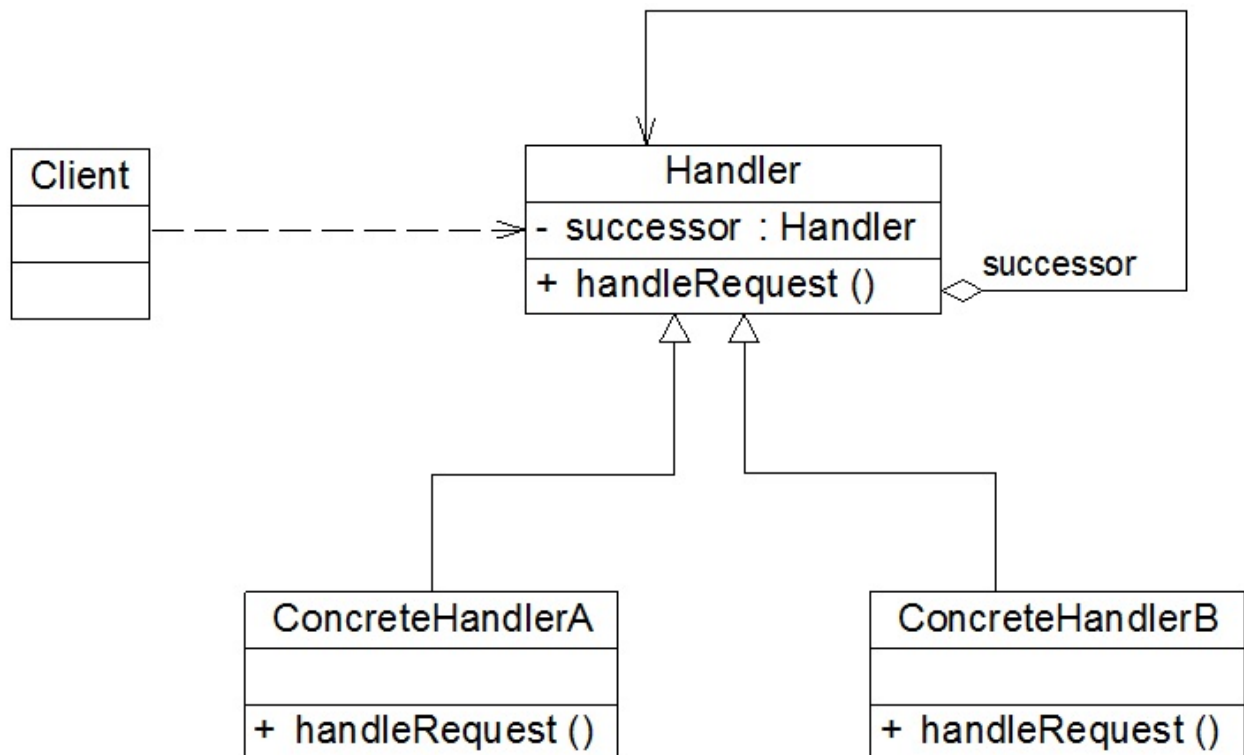 Client
Handler
- successor : Handler
+ handleRequest ()
successor
ConcreteHandlerA
+ handleRequest ()
ConcreteHandlerB
+ handleRequest ()